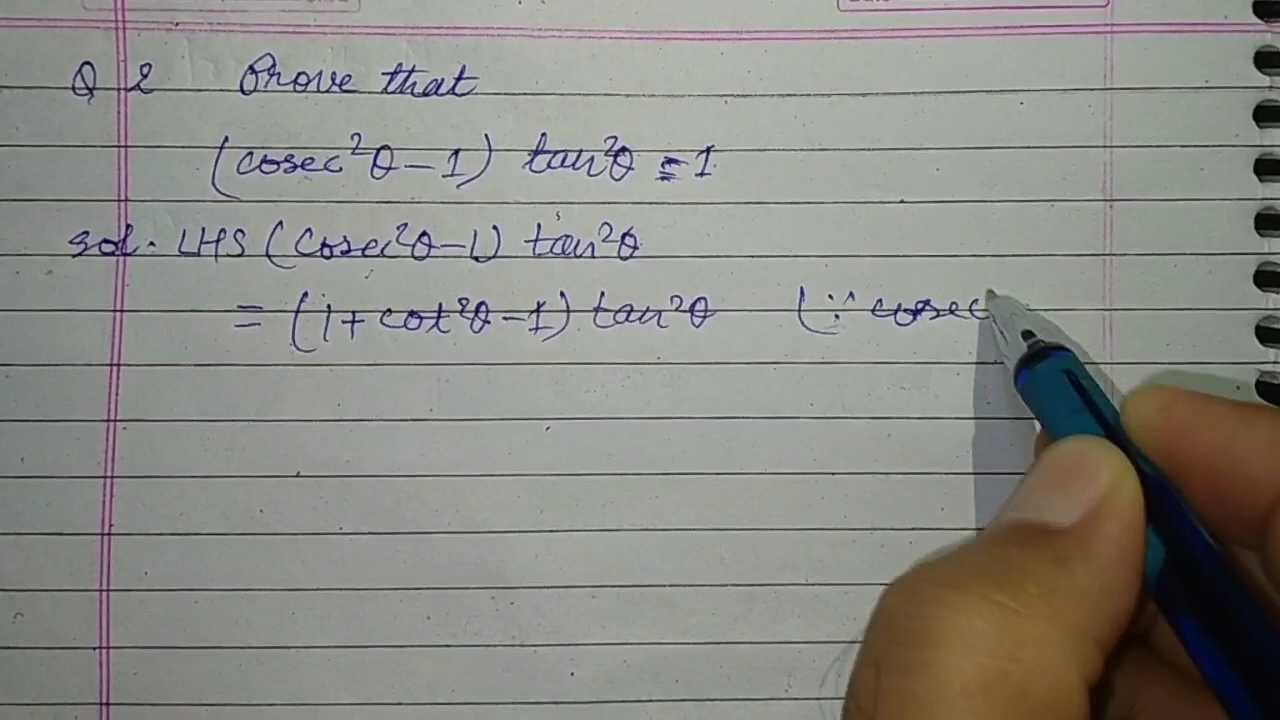 Q 2 Prove that
(cosec²θ-1) tan²θ = 1
sol. LHS (cosec²θ-1) tan²θ
= (1+cot²θ-1) tan²θ (∵ cosec